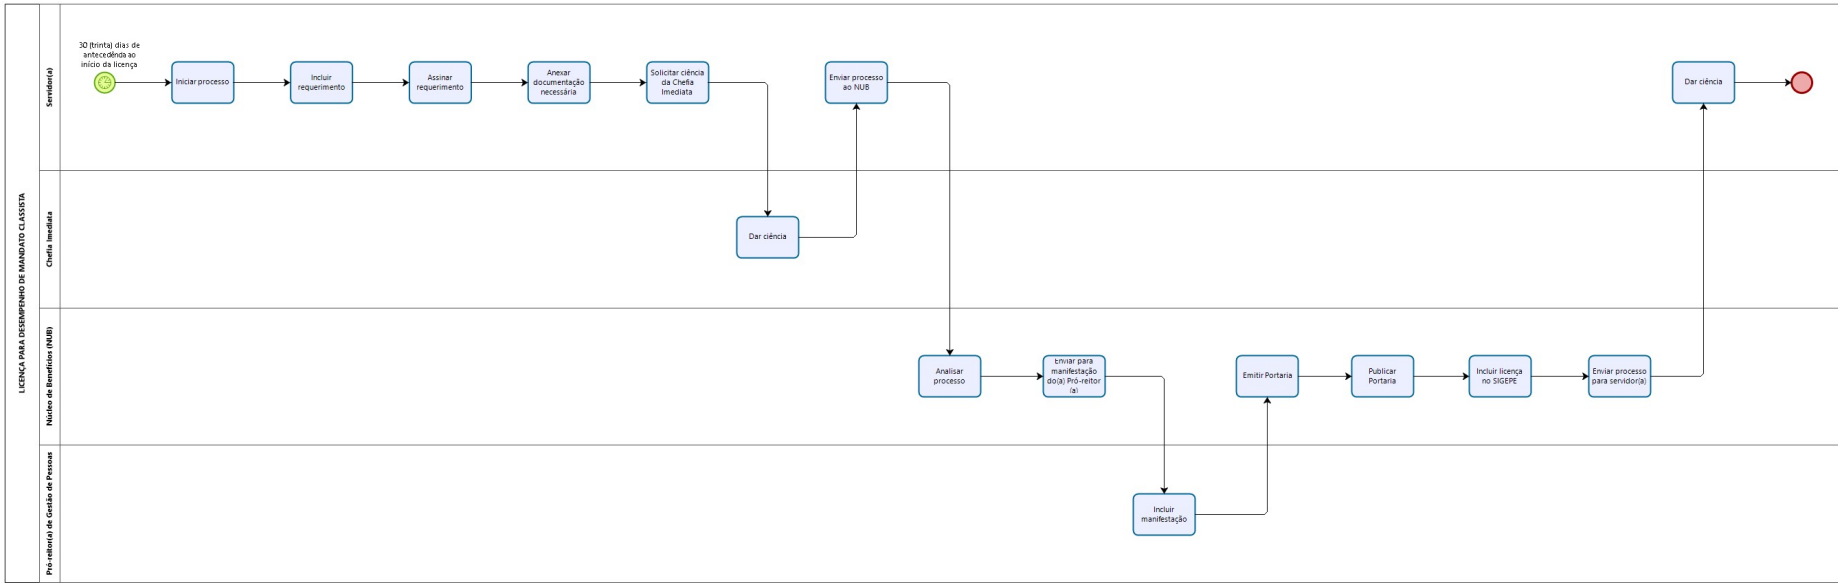 LICENÇA PARA DESEMPENHO DE MANDATO CLASSISTA
Servidor(a)
30 (trinta) dias de
antecedência ao
início da licença
Iniciar processo
Incluir
requerimento
Assinar
requerimento
Anexar
documentação
necessária
Solicitar ciência
da Chefia
Imediata
Enviar processo
ao NUB
Dar ciência
Chefia Imediata
Dar ciência
Núcleo de Benefícios (NUB)
Analisar
processo
Enviar para
manifestação
do(a) Pró-reitor
(a)
Emitir Portaria
Publicar
Portaria
Incluir licença
no SIGEPE
Enviar processo
para servidor(a)
Pró-reitor(a) de Gestão de Pessoas
Incluir
manifestação